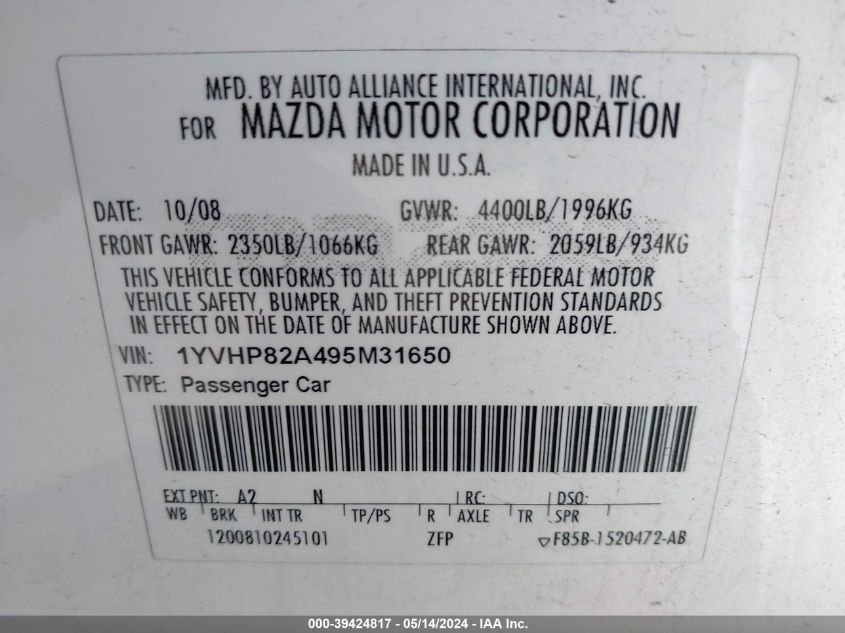 MFD. BY AUTO ALLIANCE INTERNATIONAL, INC.
FOR MAZDA MOTOR CORPORATION
MADE IN U.S.A.
DATE: 10/08 GVWR: 4400LB/1996KG
FRONT GAWR: 2350LB/1066KG REAR GAWR: 2059LB/934KG
THIS VEHICLE CONFORMS TO ALL APPLICABLE FEDERAL MOTOR
VEHICLE SAFETY, BUMPER, AND THEFT PREVENTION STANDARDS
IN EFFECT ON THE DATE OF MANUFACTURE SHOWN ABOVE.
VIN: 1YVHP82A495M31650
TYPE: Passenger Car
EXT PNT: A2 N RC: DSO:
WB BRK INT TR TP/PS R AXLE TR SPR
1200810245101 ZFP F85B-1520472-AB
000-39424817 - 05/14/2024 - IAA Inc.